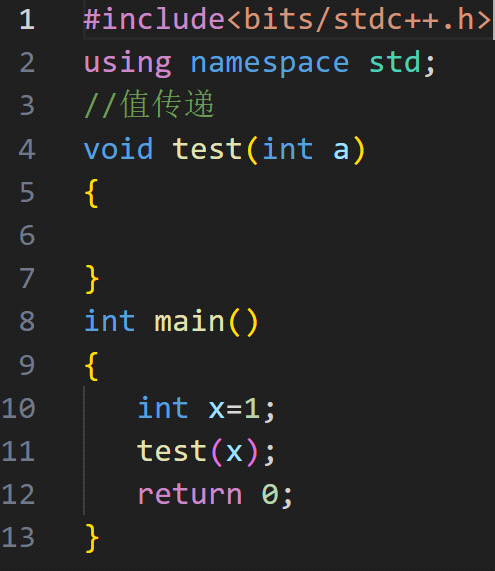 1 #include<bits/stdc++.h>
2 using namespace std;
3 //值传递
4 void test(int a)
5 {
6
7 }
8 int main()
9 {
10 int x=1;
11 test(x);
12 return 0;
13 }